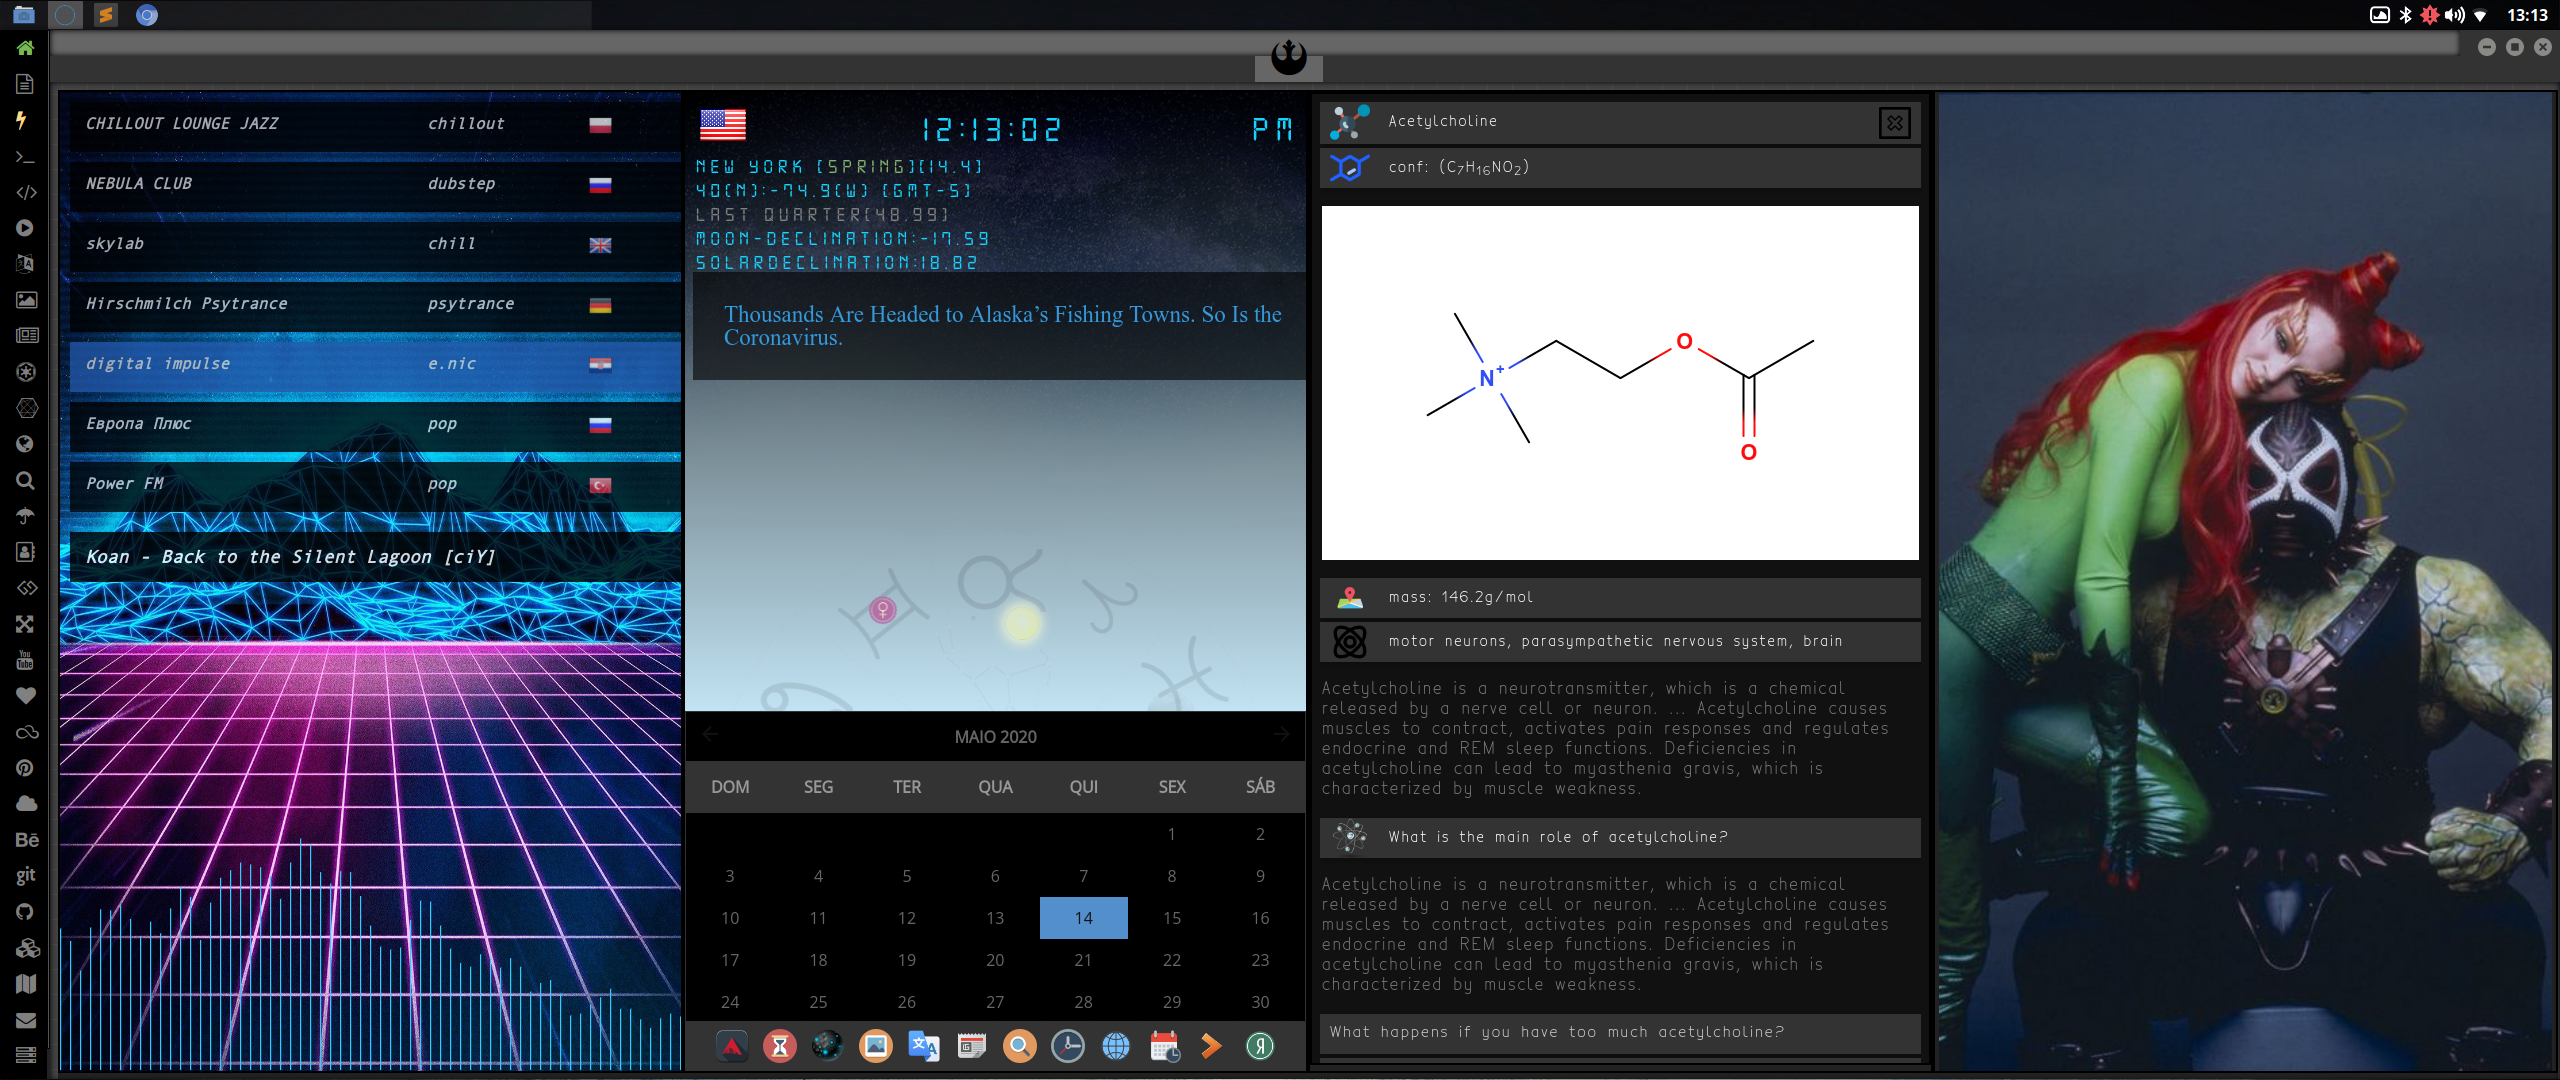 13:13
CHILLOUT LOUNGE JAZZ chillout
NEBULA CLUB dubstep
skylab chill
Hirschmilch Psytrance psytrance
digital impulse e.nic
Европа Плюс pop
Power FM pop
Koan - Back to the Silent Lagoon [ciY]
You
Tube
Bē
git
12:13:02 PM
NEW YORK [SPRING][14.4]
40(N):-74.9(W) [GMT-5]
LAST QUARTER[48.99]
MOON-DECLINATION:-17.59
SOLARDECLINATION:18.82
Thousands Are Headed to Alaska’s Fishing Towns. So Is the
Coronavirus.
MAIO 2020
DOM SEG TER QUA QUI SEX SÁB
1 2
3 4 5 6 7 8 9
10 11 12 13 14 15 16
17 18 19 20 21 22 23
24 25 26 27 28 29 30
Acetylcholine
conf: (C₇H₁₆NO₂)
N⁺
O
O
mass: 146.2g/mol
motor neurons, parasympathetic nervous system, brain
Acetylcholine is a neurotransmitter, which is a chemical
released by a nerve cell or neuron. ... Acetylcholine causes
muscles to contract, activates pain responses and regulates
endocrine and REM sleep functions. Deficiencies in
acetylcholine can lead to myasthenia gravis, which is
characterized by muscle weakness.
What is the main role of acetylcholine?
Acetylcholine is a neurotransmitter, which is a chemical
released by a nerve cell or neuron. ... Acetylcholine causes
muscles to contract, activates pain responses and regulates
endocrine and REM sleep functions. Deficiencies in
acetylcholine can lead to myasthenia gravis, which is
characterized by muscle weakness.
What happens if you have too much acetylcholine?